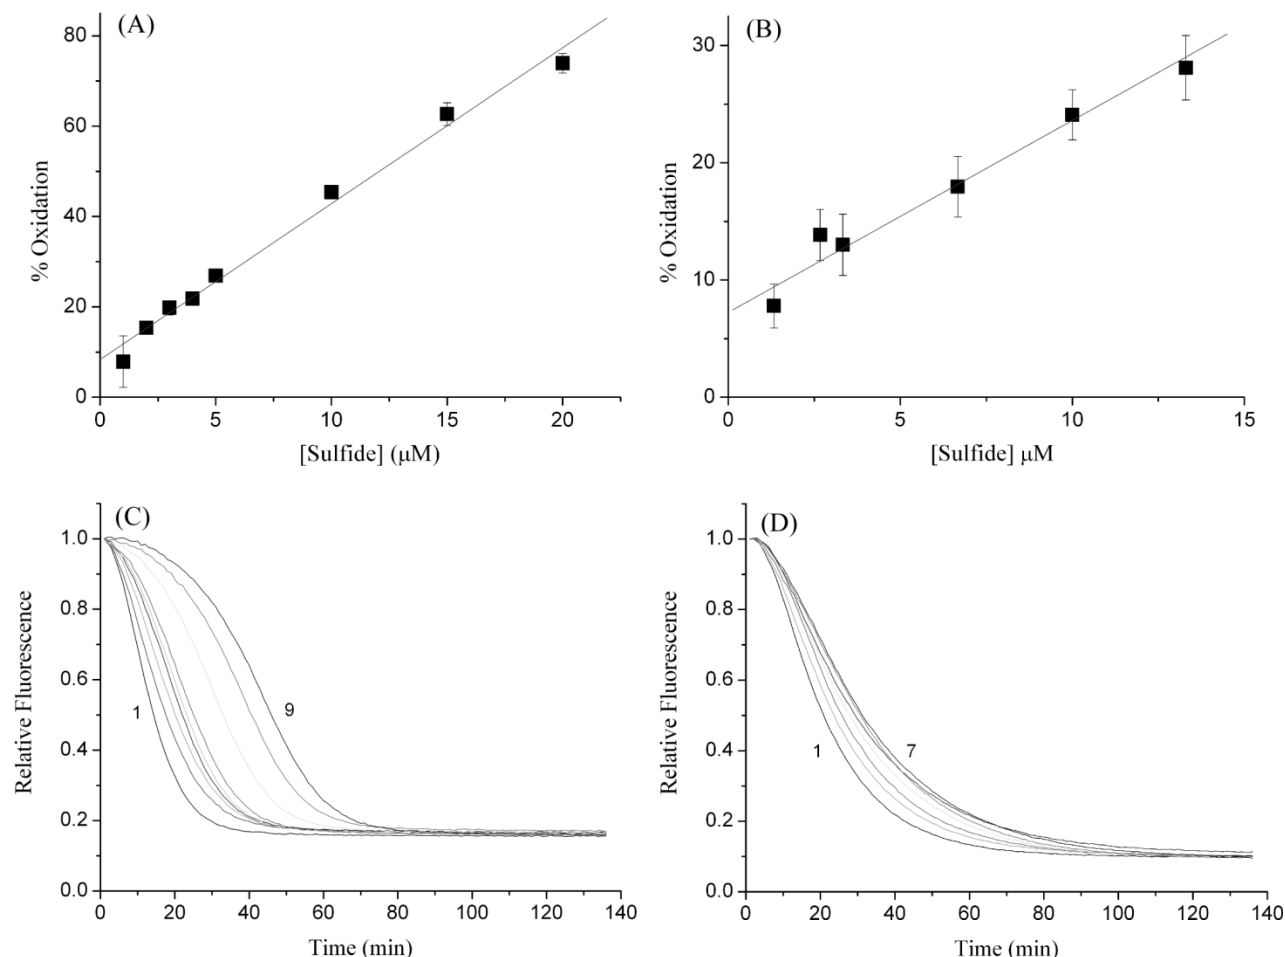 (A)
80
60
40
20
0
% Oxidation
0 5 10 15 20
[Sulfide] (μM)
(B)
30
20
10
0
% Oxidation
0 5 10 15
[Sulfide] μM
(C)
1.0
0.8
0.6
0.4
0.2
0.0
Relative Fluorescence
1
9
0 20 40 60 80 100 120 140
Time (min)
(D)
1.0
0.8
0.6
0.4
0.2
0.0
Relative Fluorescence
1
7
0 20 40 60 80 100 120 140
Time (min)